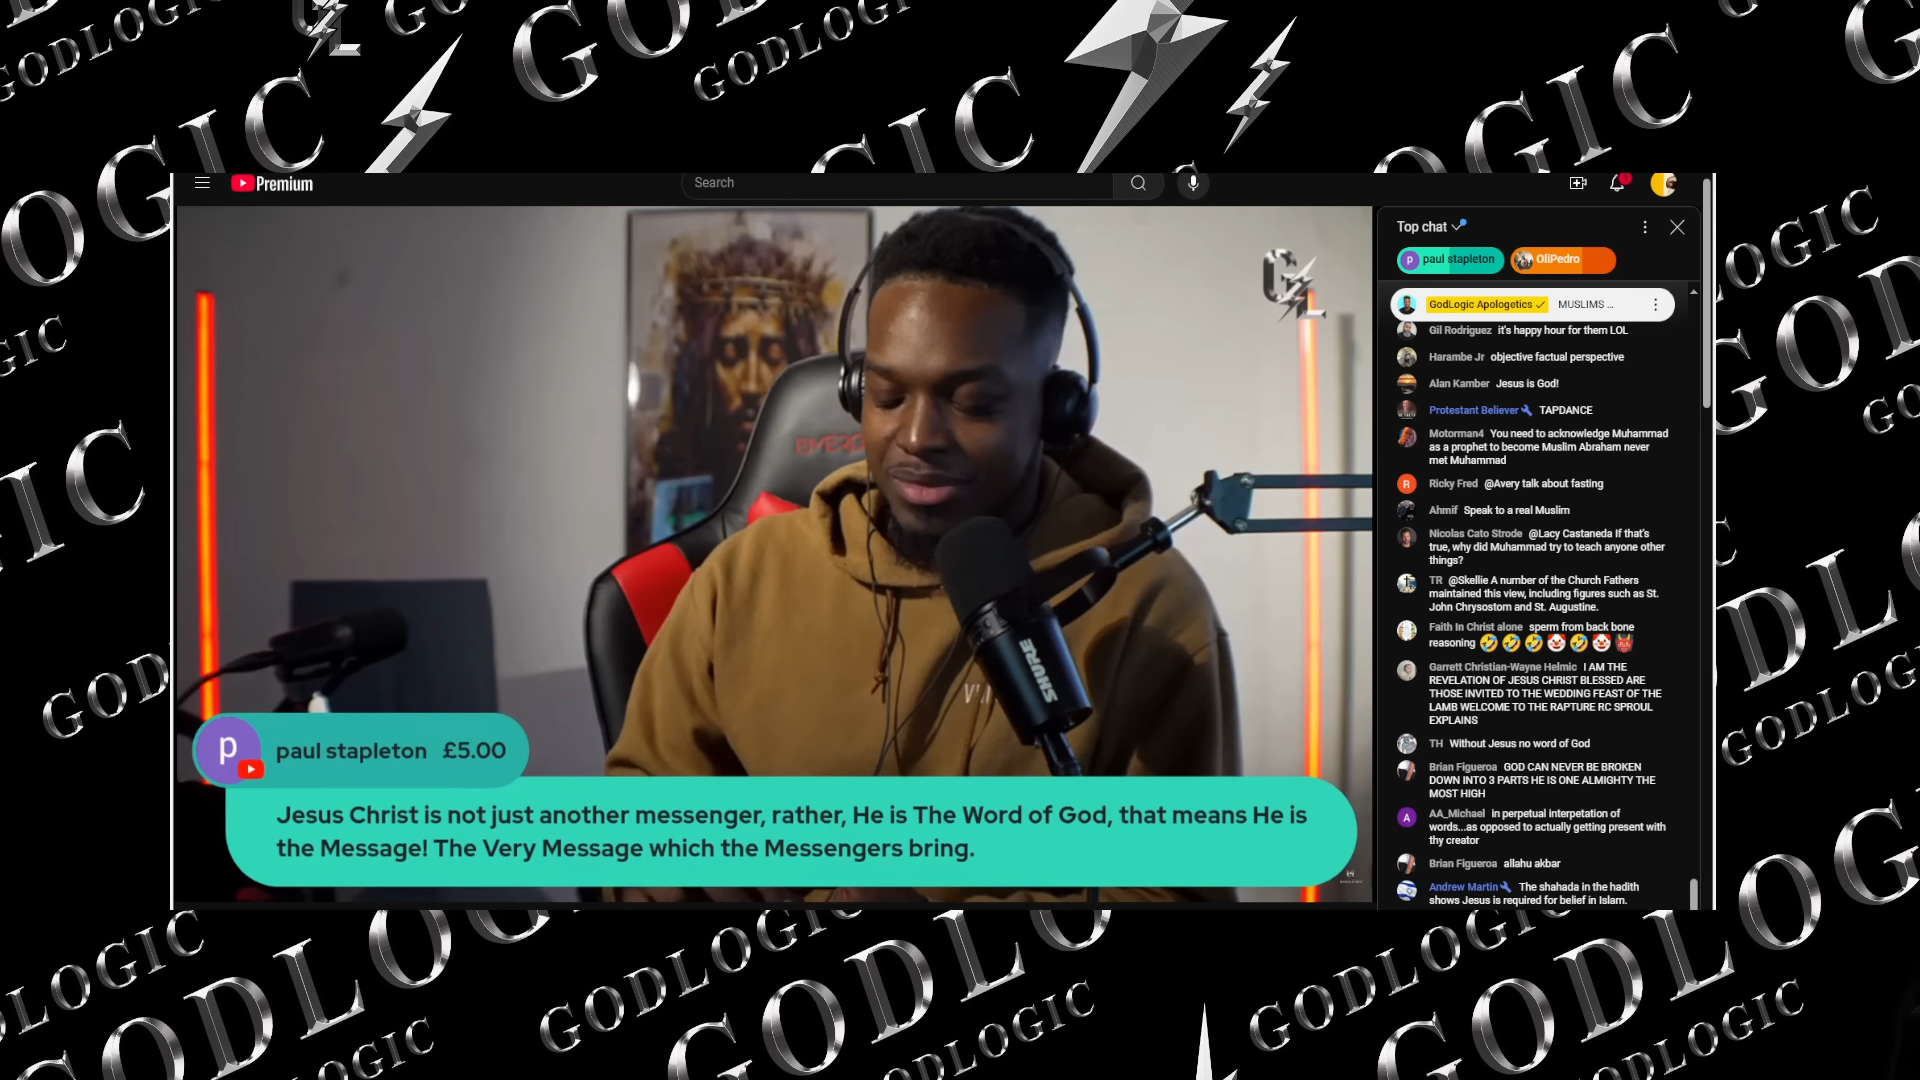 GODLOGIC
GODLOGIC
GODLOGIC
GODLOGIC
Premium
Search
EMERG
GL
SHURE
paul stapleton £5.00
Jesus Christ is not just another messenger, rather, He is The Word of God, that means He is
the Message! The Very Message which the Messengers bring.
Top chat
paul stapleton
OliPedro
GodLogic Apologetics MUSLIMS ...
Gil Rodriguez it's happy hour for them LOL
Harambe Jr objective factual perspective
Alan Kamber Jesus is God!
Protestant Believer TAPDANCE
Motorman4 You need to acknowledge Muhammad
as a prophet to become Muslim Abraham never
met Muhammad
Ricky Fred @Avery talk about fasting
Ahmif Speak to a real Muslim
Nicolas Cato Strode @Lacy Castaneda If that's
true, why did Muhammad try to teach anyone other
things?
TR @Skellie A number of the Church Fathers
maintained this view, including figures such as St.
John Chrysostom and St. Augustine.
Faith In Christ alone sperm from back bone
reasoning 🤣🤣🤣🤡🤣🤡👹
Garrett Christian-Wayne Helmic I AM THE
REVELATION OF JESUS CHRIST BLESSED ARE
THOSE INVITED TO THE WEDDING FEAST OF THE
LAMB WELCOME TO THE RAPTURE RC SPROUL
EXPLAINS
TH Without Jesus no word of God
Brian Figueroa GOD CAN NEVER BE BROKEN
DOWN INTO 3 PARTS HE IS ONE ALMIGHTY THE
MOST HIGH
AA_Michael in perpetual interpetation of
words...as opposed to actually getting present with
thy creator
Brian Figueroa allahu akbar
Andrew Martin The shahada in the hadith
shows Jesus is required for belief in Islam.
GODLOGIC
GODLOGIC
GODLOGIC
GODLOGIC